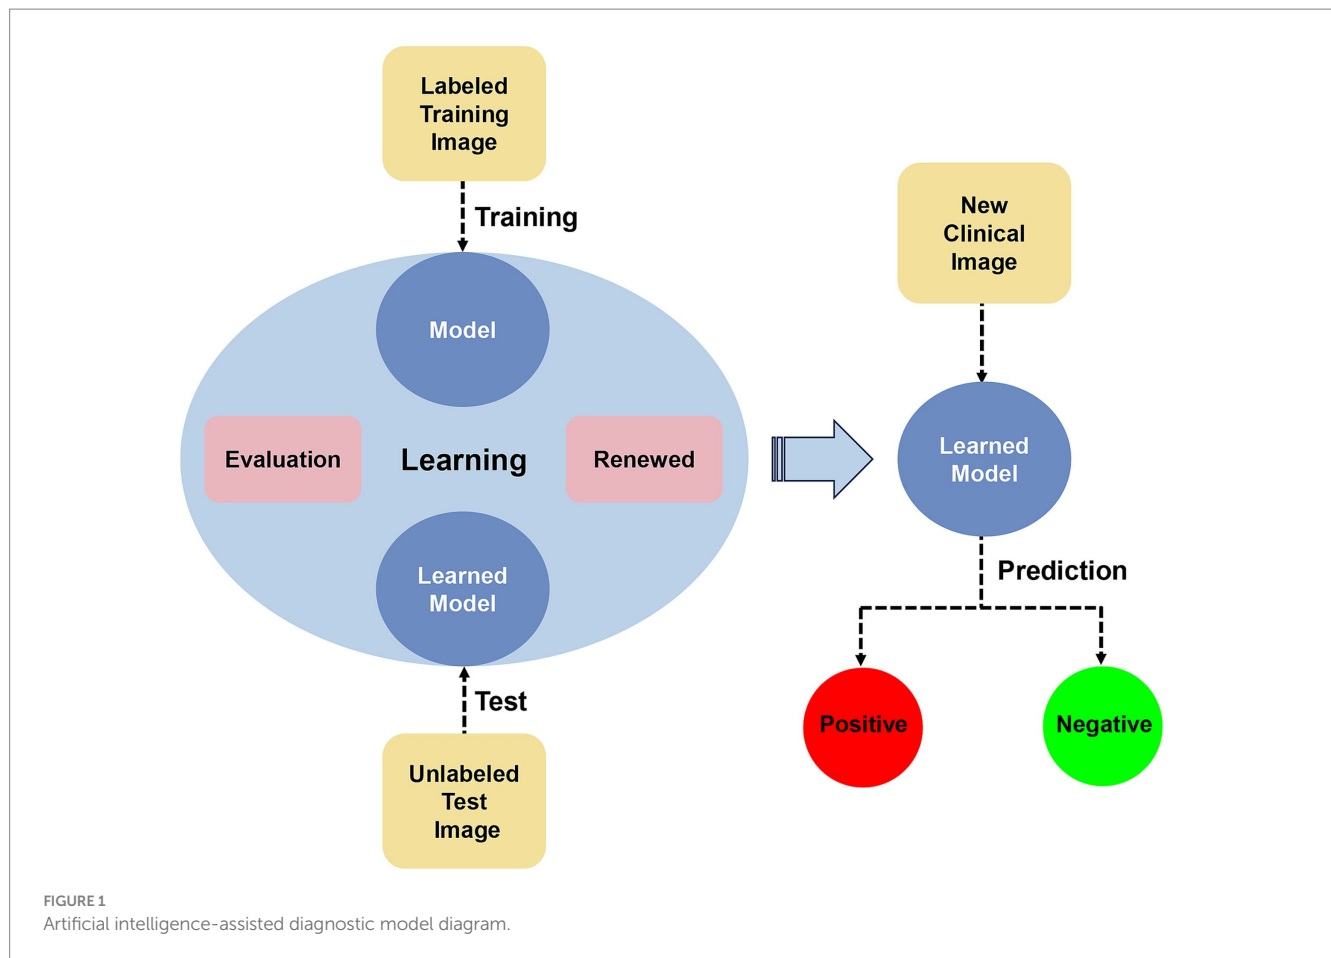 Labeled
Training
Image
Training
Model
Evaluation
Learning
Renewed
Learned
Model
Test
Unlabeled
Test
Image
New
Clinical
Image
Learned
Model
Prediction
Positive
Negative
FIGURE 1
Artificial intelligence-assisted diagnostic model diagram.